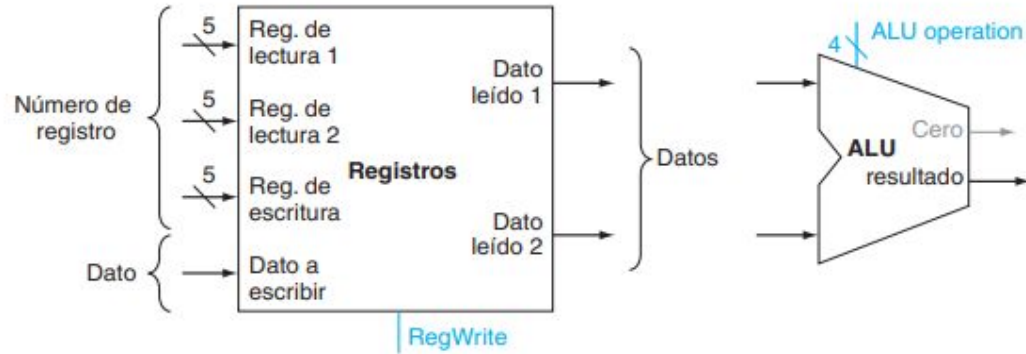 5
Reg. de
lectura 1
5
Reg. de
lectura 2
5
Reg. de
escritura
Número de
registro
Dato
Dato a
escribir
Registros
Dato
leído 1
Dato
leído 2
RegWrite
Datos
4
ALU operation
Cero
ALU
resultado